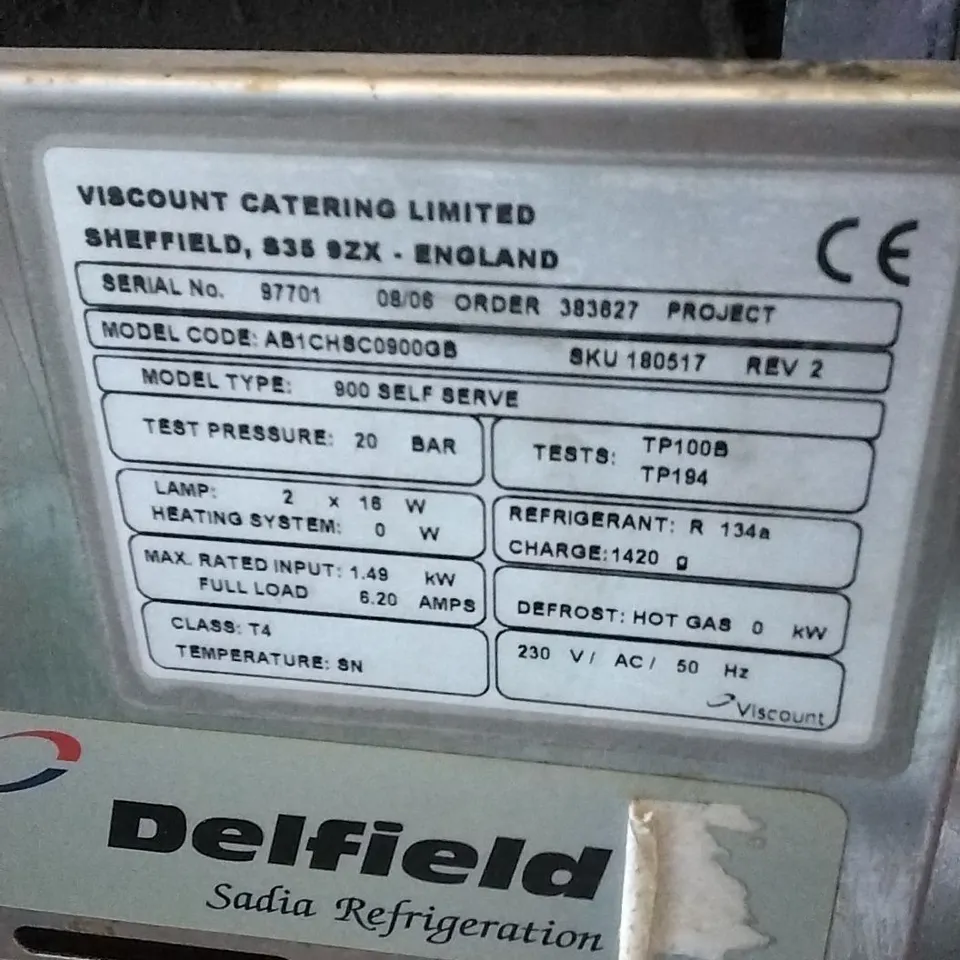 VISCOUNT CATERING LIMITED
SHEFFIELD, S35 9ZX - ENGLAND
CE
SERIAL No. 97701 08/06 ORDER 383627 PROJECT
MODEL CODE: AB1CHSC0900GB SKU 180517 REV 2
MODEL TYPE: 900 SELF SERVE
TEST PRESSURE: 20 BAR
TESTS: TP100B
TP194
LAMP: 2 x 16 W
HEATING SYSTEM: 0 W
REFRIGERANT: R 134a
CHARGE:1420 g
MAX. RATED INPUT: 1.49 kW
FULL LOAD 6.20 AMPS
DEFROST: HOT GAS 0 kW
CLASS: T4
TEMPERATURE: SN
230 V/ AC/ 50 Hz
Viscount
Delfield
Sadia Refrigeration